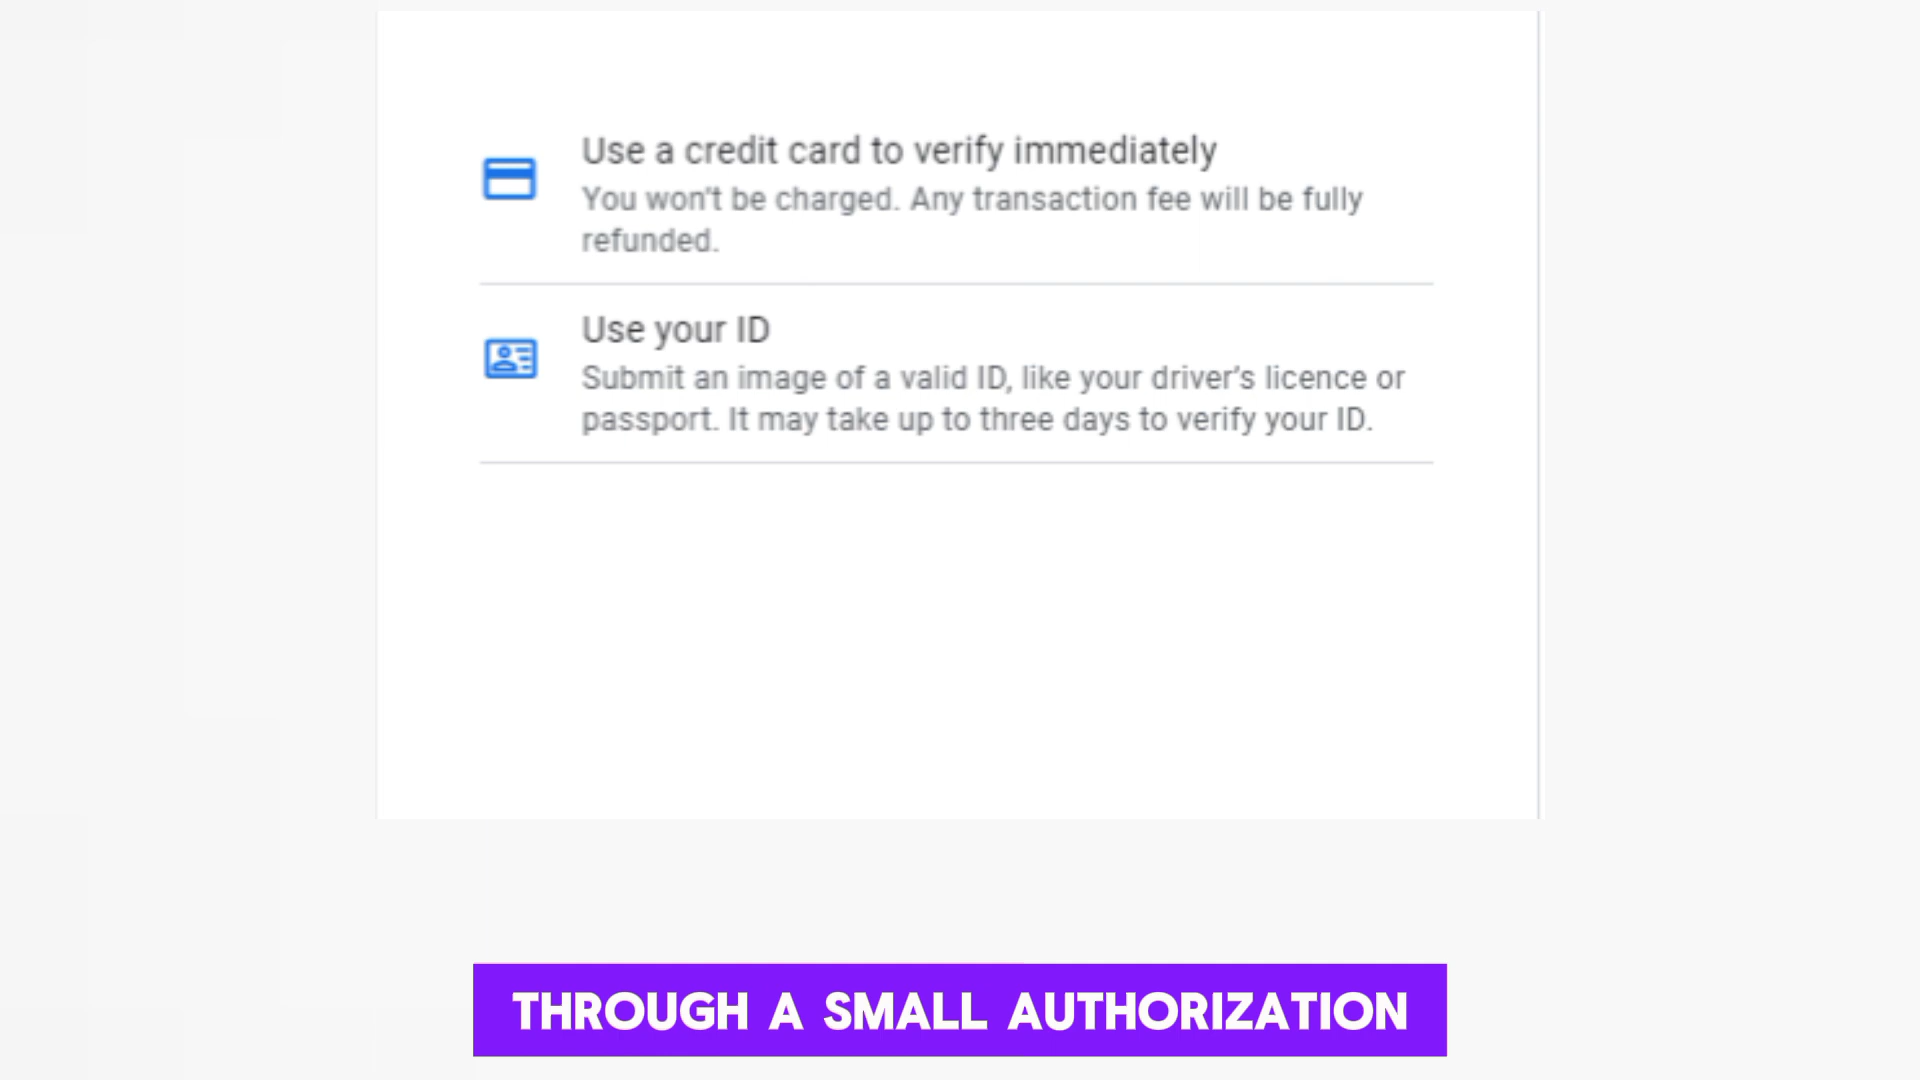 Use a credit card to verify immediately
You won't be charged. Any transaction fee will be fully
refunded.
Use your ID
Submit an image of a valid ID, like your driver's licence or
passport. It may take up to three days to verify your ID.
THROUGH A SMALL AUTHORIZATION